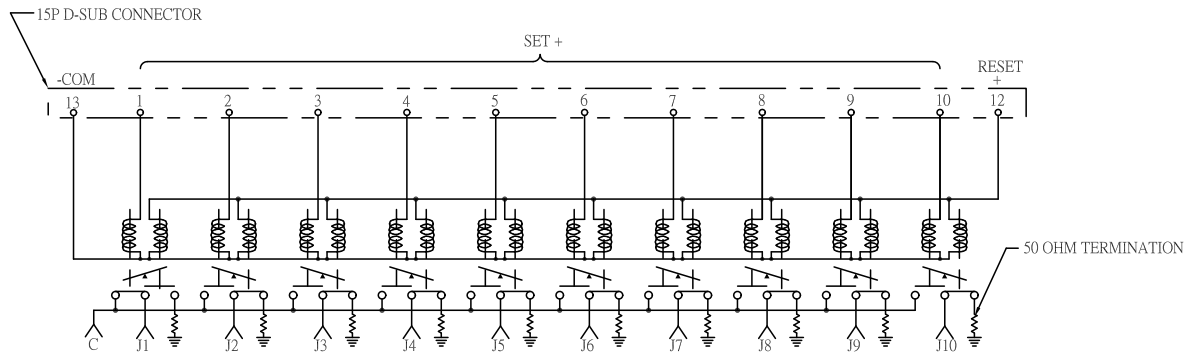 15P D-SUB CONNECTOR
SET +
-COM
RESET
+
13 1 2 3 4 5 6 7 8 9 10 12
50 OHM TERMINATION
C J1 J2 J3 J4 J5 J6 J7 J8 J9 J10